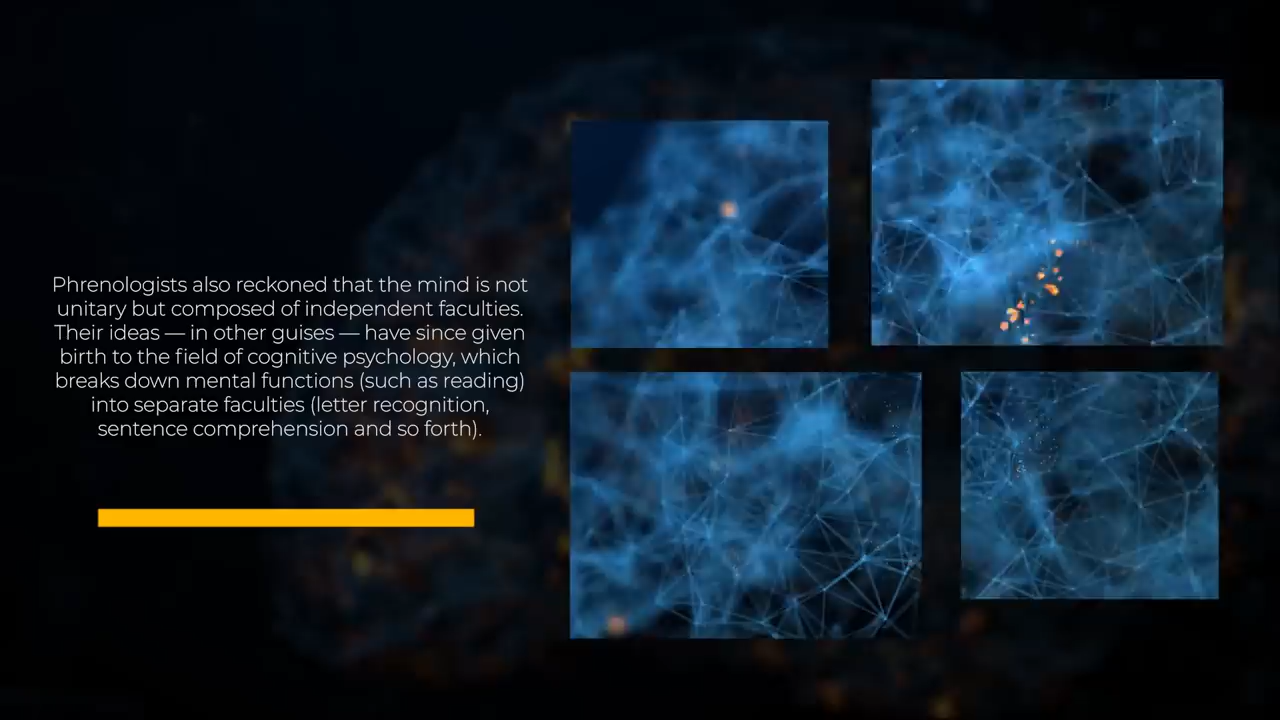 Phrenologists also reckoned that the mind is not
unitary but composed of independent faculties.
Their ideas — in other guises — have since given
birth to the field of cognitive psychology, which
breaks down mental functions (such as reading)
into separate faculties (letter recognition,
sentence comprehension and so forth).